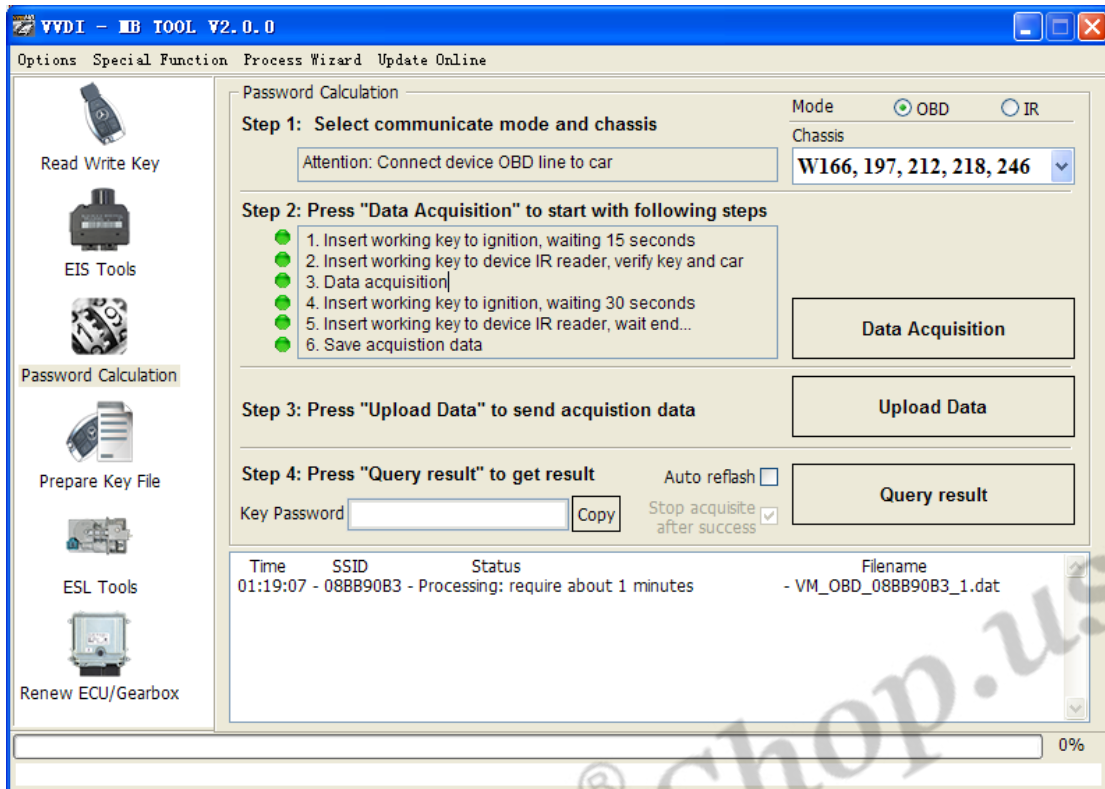 VVDI - MB TOOL V2.0.0
Options Special Function Process Wizard Update Online
Read Write Key
EIS Tools
Password Calculation
Prepare Key File
ESL Tools
Renew ECU/Gearbox
Password Calculation
Step 1: Select communicate mode and chassis
Attention: Connect device OBD line to car
Mode OBD IR
Chassis
W166, 197, 212, 218, 246
Step 2: Press "Data Acquisition" to start with following steps
1. Insert working key to ignition, waiting 15 seconds
2. Insert working key to device IR reader, verify key and car
3. Data acquisition
4. Insert working key to ignition, waiting 30 seconds
5. Insert working key to device IR reader, wait end...
6. Save acquistion data
Data Acquisition
Step 3: Press "Upload Data" to send acquistion data
Upload Data
Step 4: Press "Query result" to get result
Auto reflash
Query result
Key Password
Copy
Stop acquisite
after success
Time SSID Status Filename
01:19:07 - 08BB90B3 - Processing: require about 1 minutes - VM_OBD_08BB90B3_1.dat
0%
®chop.us